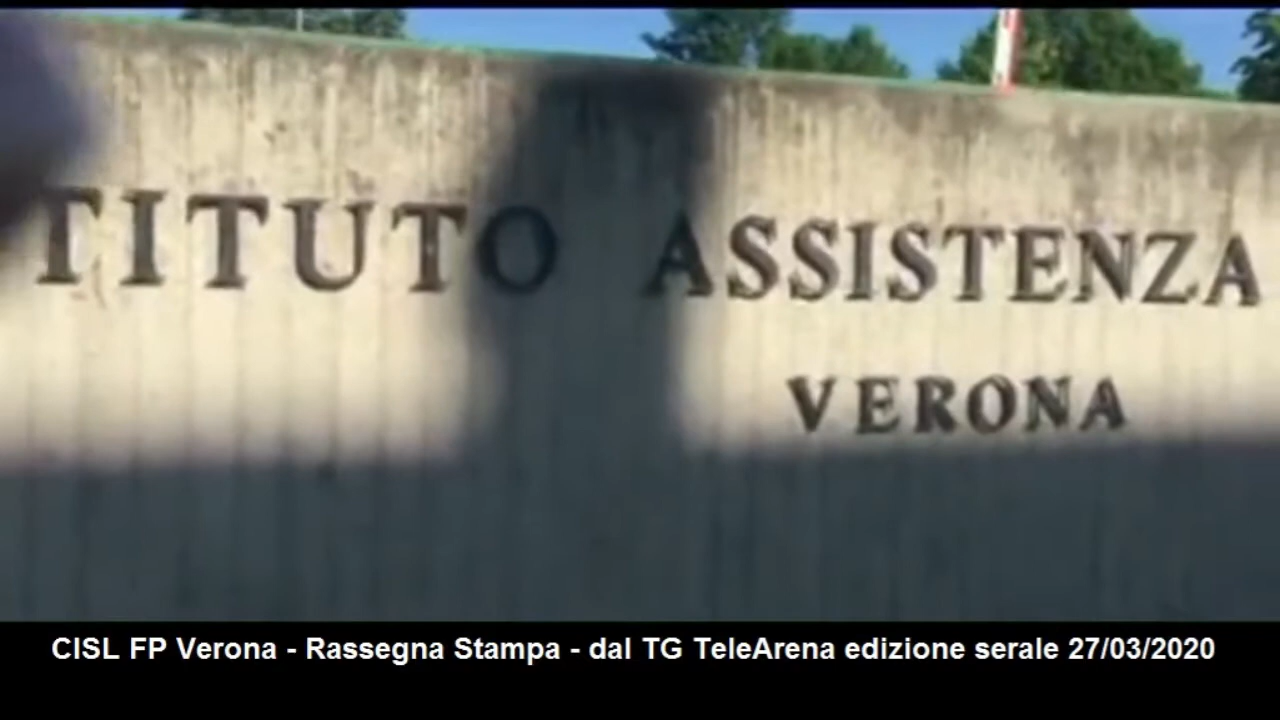 TITUTO ASSISTENZA
VERONA
CISL FP Verona - Rassegna Stampa - dal TG TeleArena edizione serale 27/03/2020